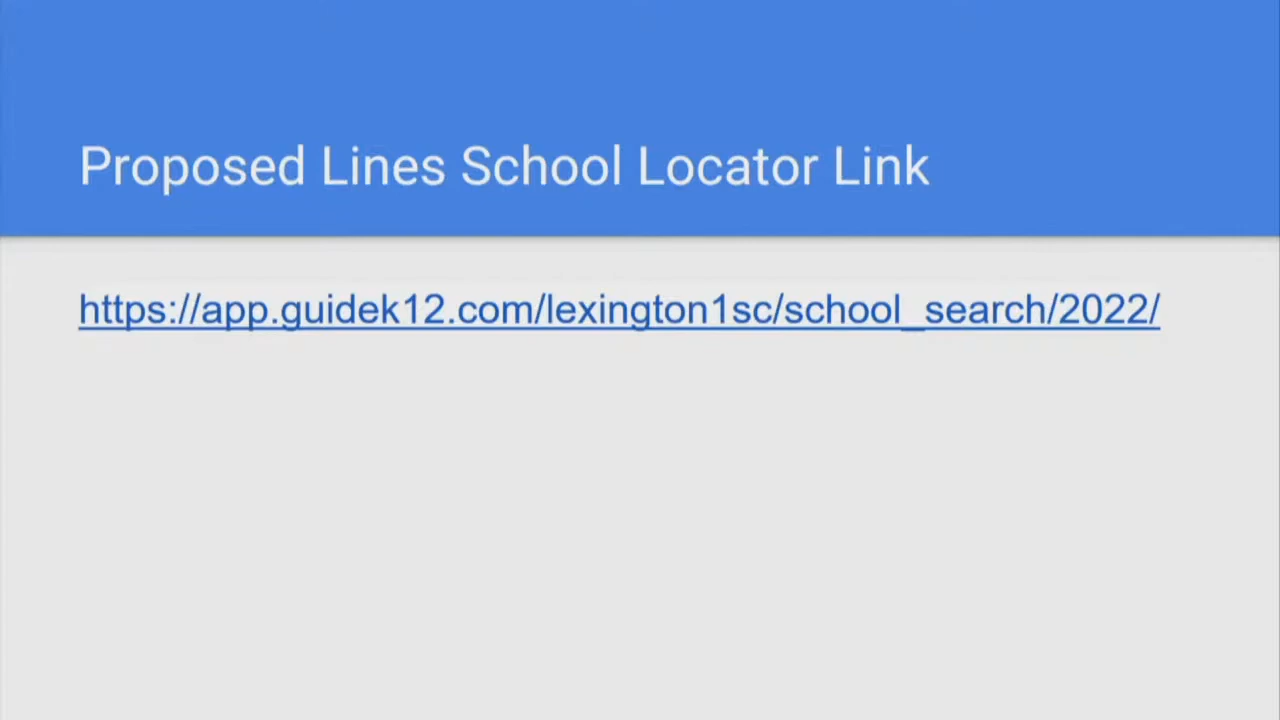 Proposed Lines School Locator Link
https://app.guidek12.com/lexington1sc/school_search/2022/